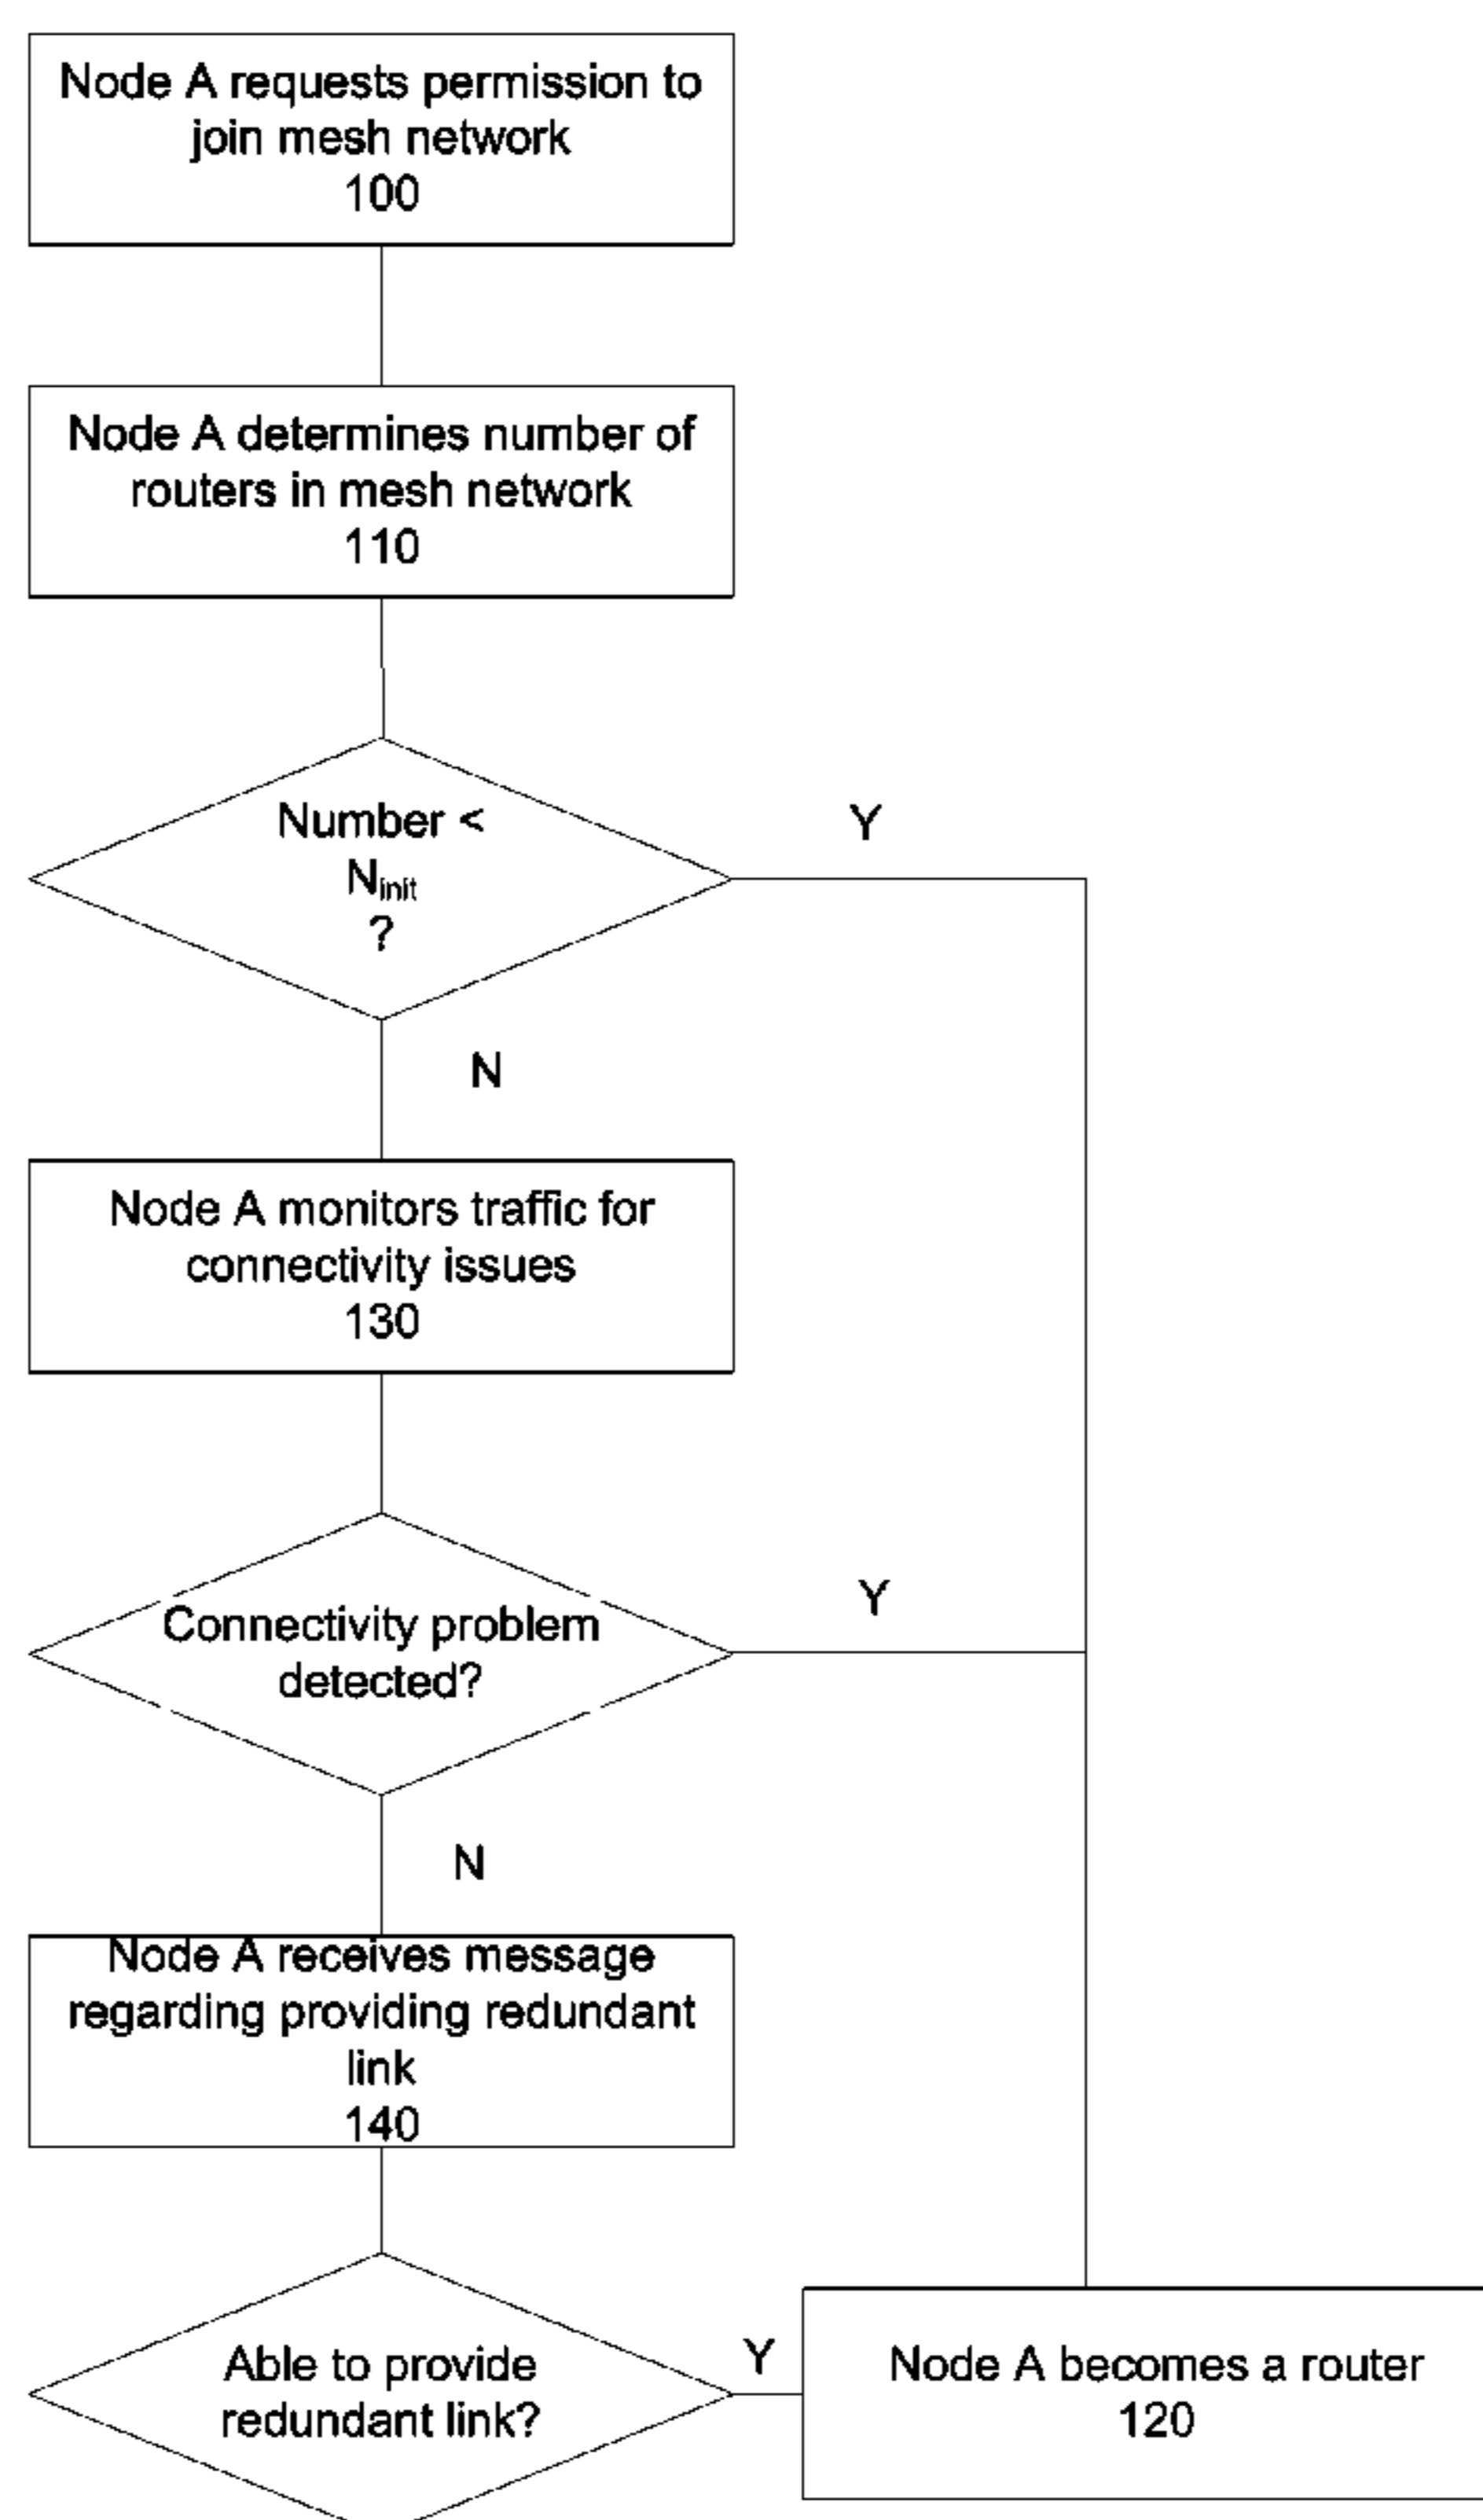 Node A requests permission to
join mesh network
100
Node A determines number of
routers in mesh network
110
Number <
Ninit
?
Y
N
Node A monitors traffic for
connectivity issues
130
Connectivity problem
detected?
Y
N
Node A receives message
regarding providing redundant
link
140
Able to provide
redundant link?
Y
Node A becomes a router
120